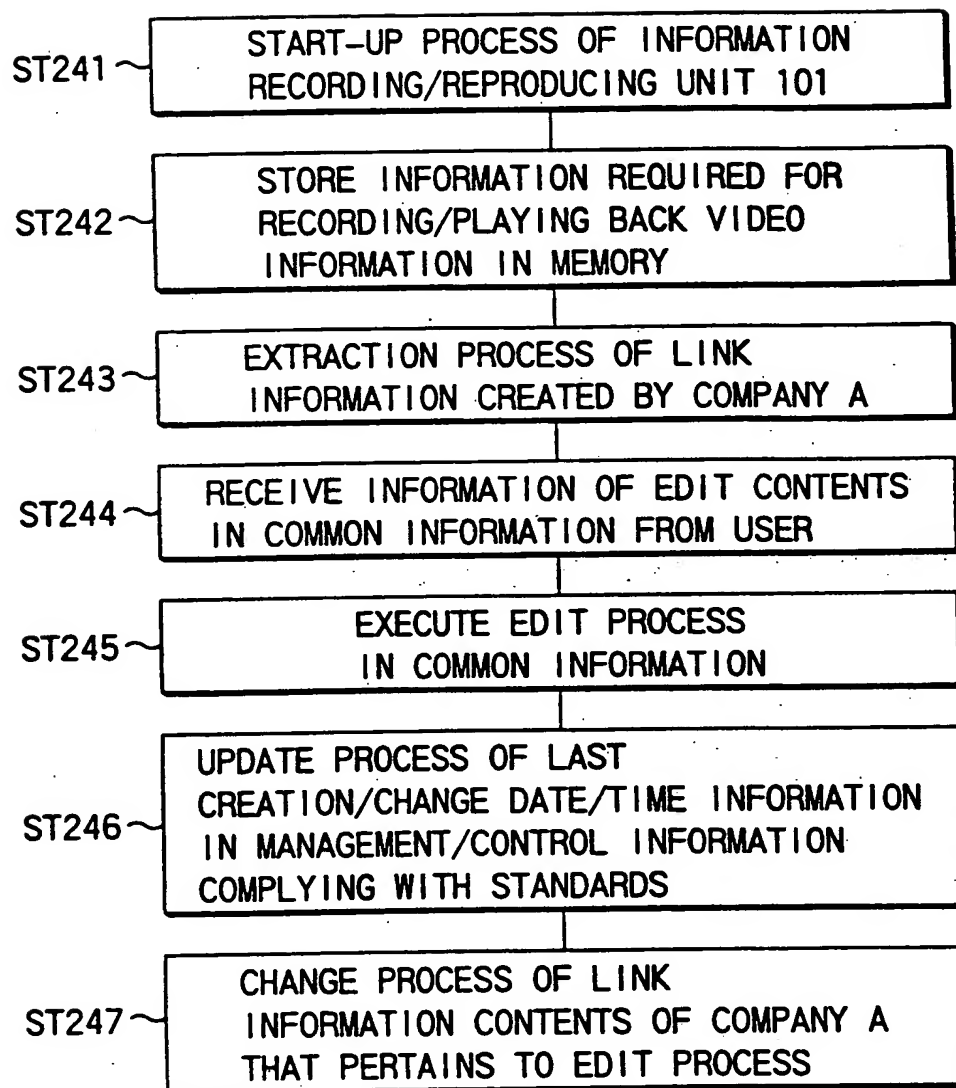 ST241
START-UP PROCESS OF INFORMATION
RECORDING/REPRODUCING UNIT 101
ST242
STORE INFORMATION REQUIRED FOR
RECORDING/PLAYING BACK VIDEO
INFORMATION IN MEMORY
ST243
EXTRACTION PROCESS OF LINK
INFORMATION CREATED BY COMPANY A
ST244
RECEIVE INFORMATION OF EDIT CONTENTS
IN COMMON INFORMATION FROM USER
ST245
EXECUTE EDIT PROCESS
IN COMMON INFORMATION
ST246
UPDATE PROCESS OF LAST
CREATION/CHANGE DATE/TIME INFORMATION
IN MANAGEMENT/CONTROL INFORMATION
COMPLYING WITH STANDARDS
ST247
CHANGE PROCESS OF LINK
INFORMATION CONTENTS OF COMPANY A
THAT PERTAINS TO EDIT PROCESS